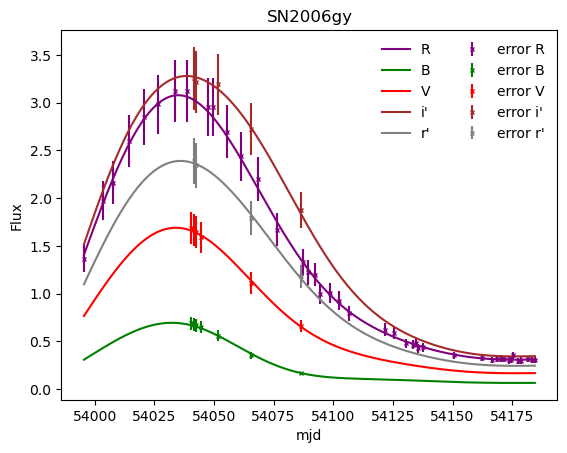 SN2006gy
R
B
V
i'
r'
error R
error B
error V
error i'
error r'
Flux
3.5
3.0
2.5
2.0
1.5
1.0
0.5
0.0
54000 54025 54050 54075 54100 54125 54150 54175
mjd